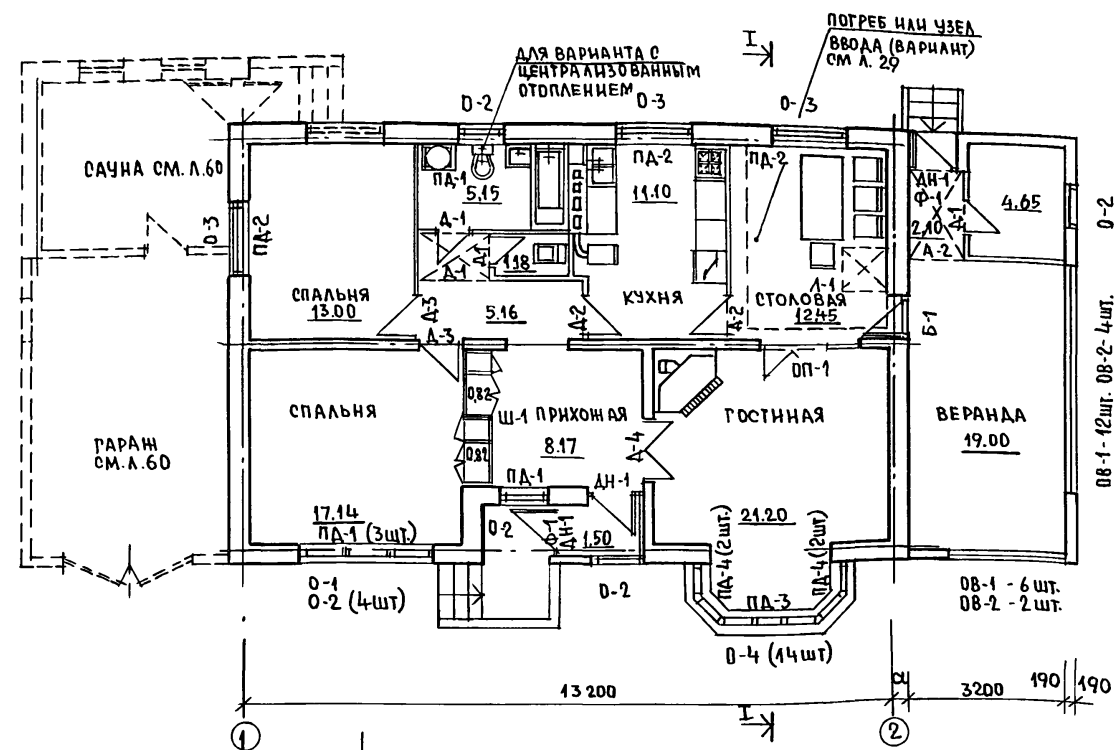 ПОГРЕБ ИЛИ УЗЕЛ
ВВОДА (ВАРИАНТ)
СМ Л. 29
I
ДЛЯ ВАРИАНТА С
ЦЕНТРАЛИЗОВАННЫМ
ОТОПЛЕНИЕМ
О-2
О-3
О-3
САУНА СМ. Л. 60
О-3
ПД-2
ПД-1
5,15
ПД-2
11.10
ПД-2
ДН-1
Ф-1
2,10
Д-1
4.65
О-2
Д-1
Д-1
Д-1
1,18
А-2
СПАЛЬНЯ
13.00
Д-3
5.16
Д-2
КУХНЯ
Д-2
СТОЛОВАЯ
12.45
Л-1
Б-1
Д-3
ОП-1
СПАЛЬНЯ
0,82
Ш-1
ПРИХОЖАЯ
8.17
0,82
Д-4
ГОСТИНАЯ
ВЕРАНДА
19.00
ОВ-1 - 12шт. ОВ-2 - 4шт.
ГАРАЖ
СМ. Л. 60
ПД-1
ДН-1
17.14
ПД-1 (3шт.)
О-2
Ф-1
ДН-1
1.50
21.20
ПД-4 (2шт.)
ПД-4 (2шт)
О-1
О-2 (4шт)
О-2
ПД-3
ОВ-1 - 6 шт.
ОВ-2 - 2 шт.
О-4 (14шт)
13200
3200
190
190
I
1
2